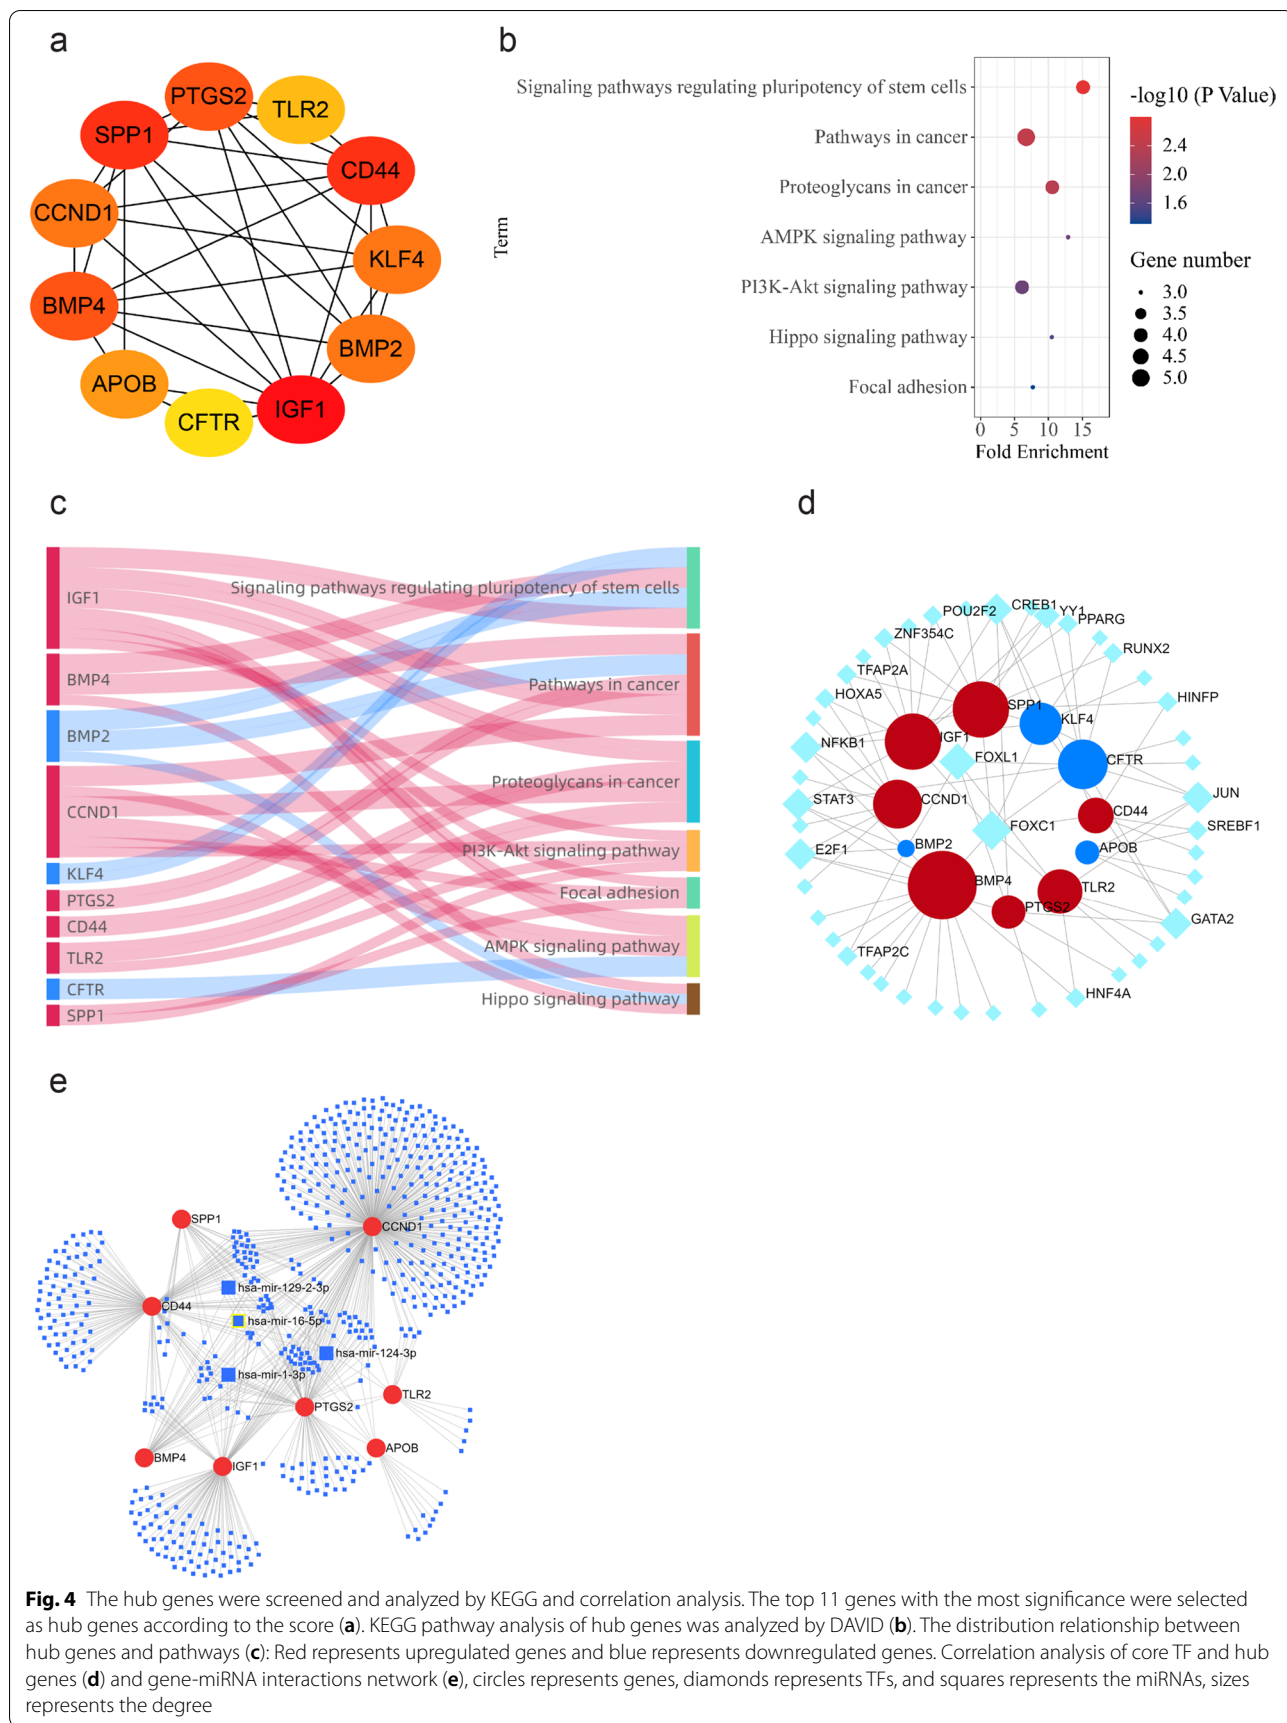 a
PTGS2
TLR2
SPP1
CD44
CCND1
KLF4
BMP4
BMP2
APOB
CFTR
IGF1
b
Term
Signaling pathways regulating pluripotency of stem cells
Pathways in cancer
Proteoglycans in cancer
AMPK signaling pathway
PI3K-Akt signaling pathway
Hippo signaling pathway
Focal adhesion
0 5 10 15
Fold Enrichment
-log10 (P Value)
2.4
2.0
1.6
Gene number
3.0
3.5
4.0
4.5
5.0
c
IGF1
BMP4
BMP2
CCND1
KLF4
PTGS2
CD44
TLR2
CFTR
SPP1
Signaling pathways regulating pluripotency of stem cells
Pathways in cancer
Proteoglycans in cancer
PI3K-Akt signaling pathway
Focal adhesion
AMPK signaling pathway
Hippo signaling pathway
d
POU2F2
CREB1
YY1
PPARG
ZNF354C
RUNX2
TFAP2A
HOXA5
HINFP
SPP1
KLF4
NFKB1
IGF1
FOXL1
CFTR
STAT3
CCND1
JUN
CD44
FOXC1
SREBF1
E2F1
BMP2
APOB
BMP4
TLR2
PTGS2
GATA2
TFAP2C
HNF4A
e
SPP1
CCND1
hsa-mir-129-2-3p
CD44
hsa-mir-16-5p
hsa-mir-124-3p
hsa-mir-1-3p
TLR2
PTGS2
APOB
BMP4
IGF1
Fig. 4 The hub genes were screened and analyzed by KEGG and correlation analysis. The top 11 genes with the most significance were selected
as hub genes according to the score (a). KEGG pathway analysis of hub genes was analyzed by DAVID (b). The distribution relationship between
hub genes and pathways (c): Red represents upregulated genes and blue represents downregulated genes. Correlation analysis of core TF and hub
genes (d) and gene-miRNA interactions network (e), circles represents genes, diamonds represents TFs, and squares represents the miRNAs, sizes
represents the degree